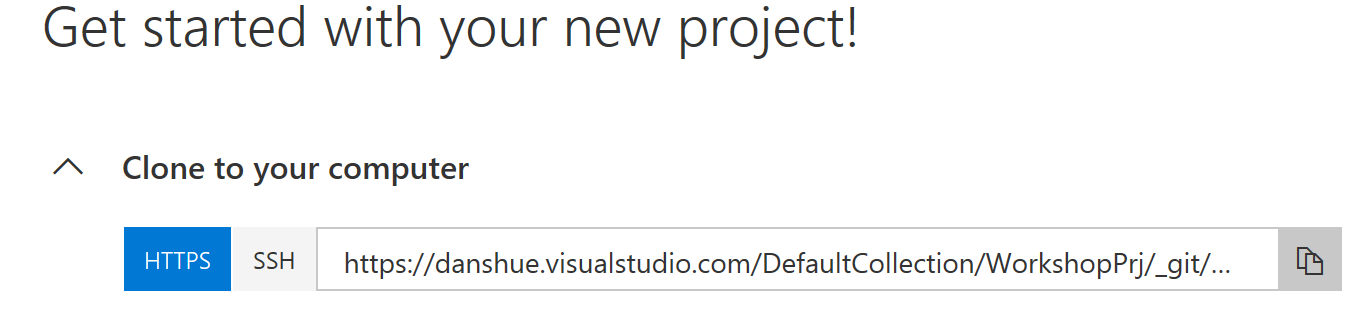 Get started with your new project!
Clone to your computer
HTTPS SSH https://danshue.visualstudio.com/DefaultCollection/WorkshopPrj/_git/...